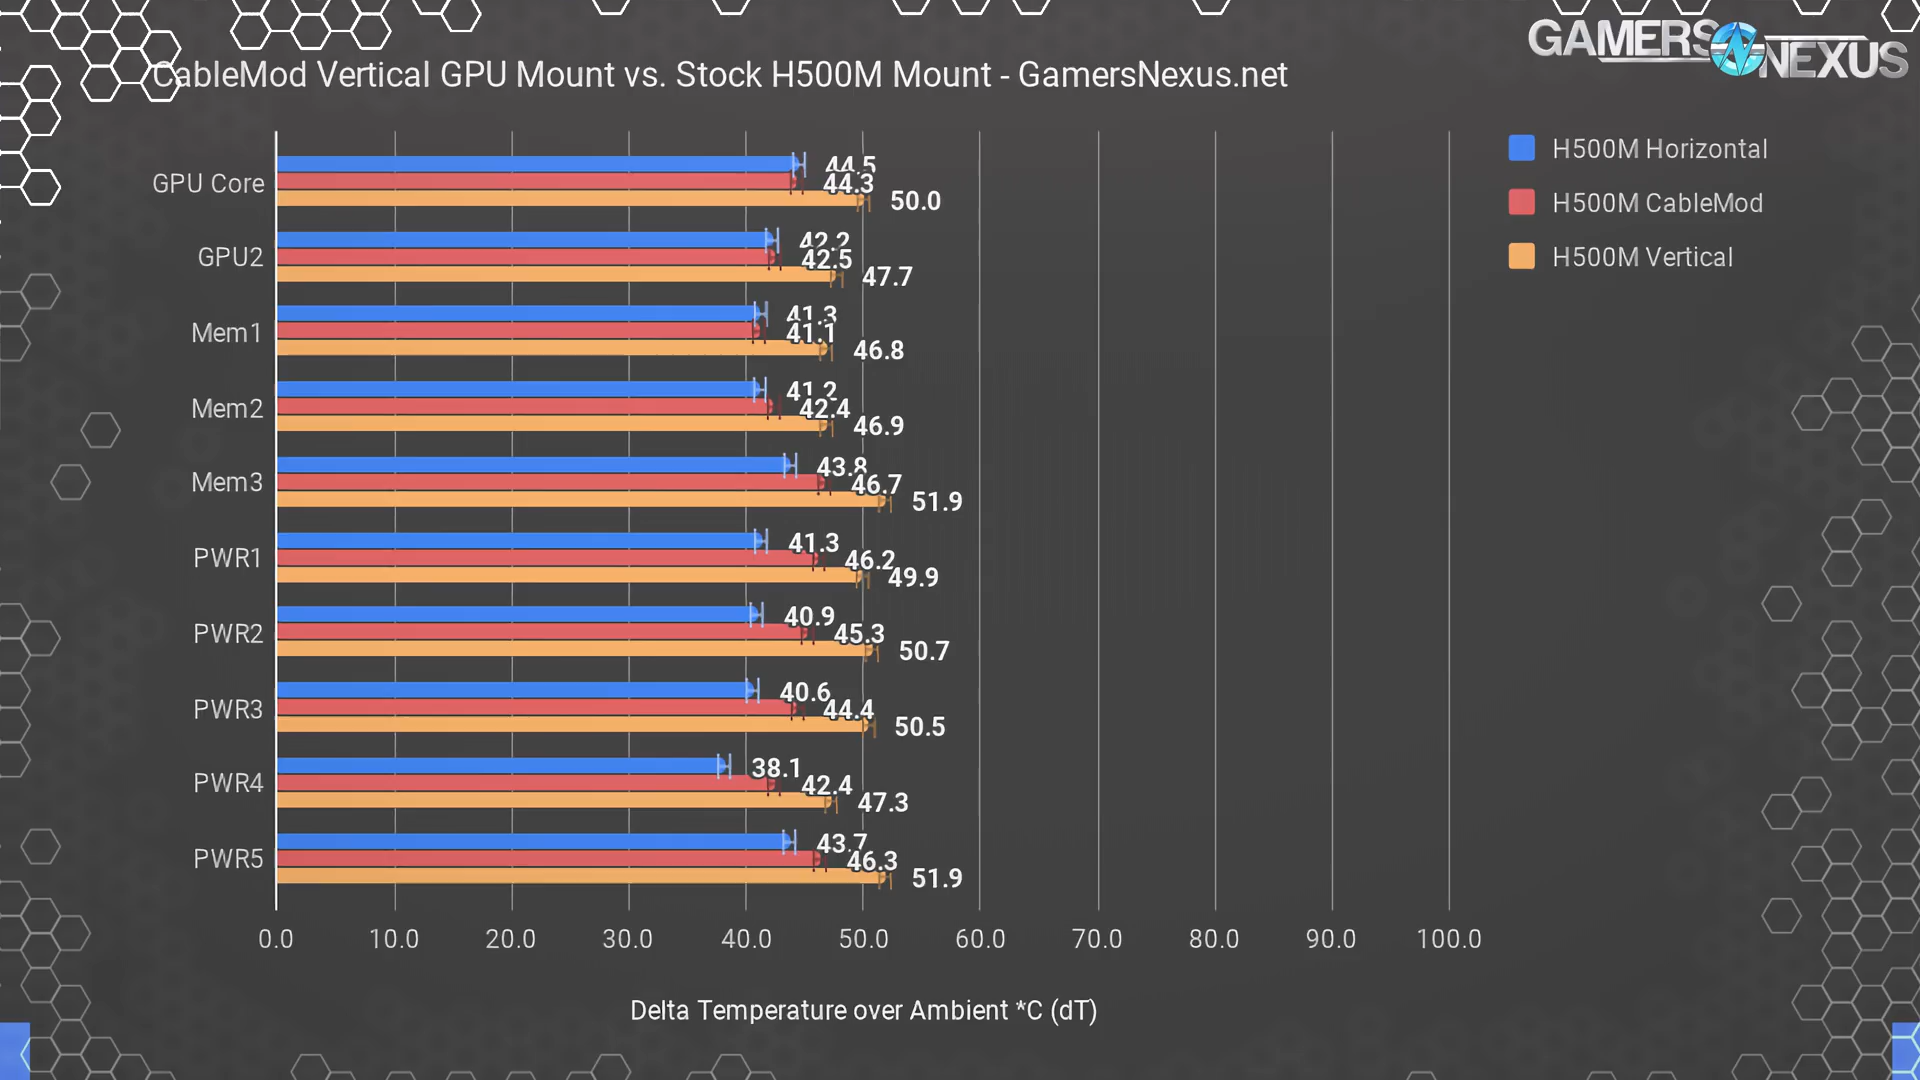 GAMERS NEXUS
CableMod Vertical GPU Mount vs. Stock H500M Mount - GamersNexus.net
H500M Horizontal
H500M CableMod
H500M Vertical
GPU Core
44.5
44.3
50.0
GPU2
42.2
42.5
47.7
Mem1
41.3
41.1
46.8
Mem2
41.2
42.4
46.9
Mem3
43.8
46.7
51.9
PWR1
41.3
46.2
49.9
PWR2
40.9
45.3
50.7
PWR3
40.6
44.4
50.5
PWR4
38.1
42.4
47.3
PWR5
43.7
46.3
51.9
0.0 10.0 20.0 30.0 40.0 50.0 60.0 70.0 80.0 90.0 100.0
Delta Temperature over Ambient *C (dT)